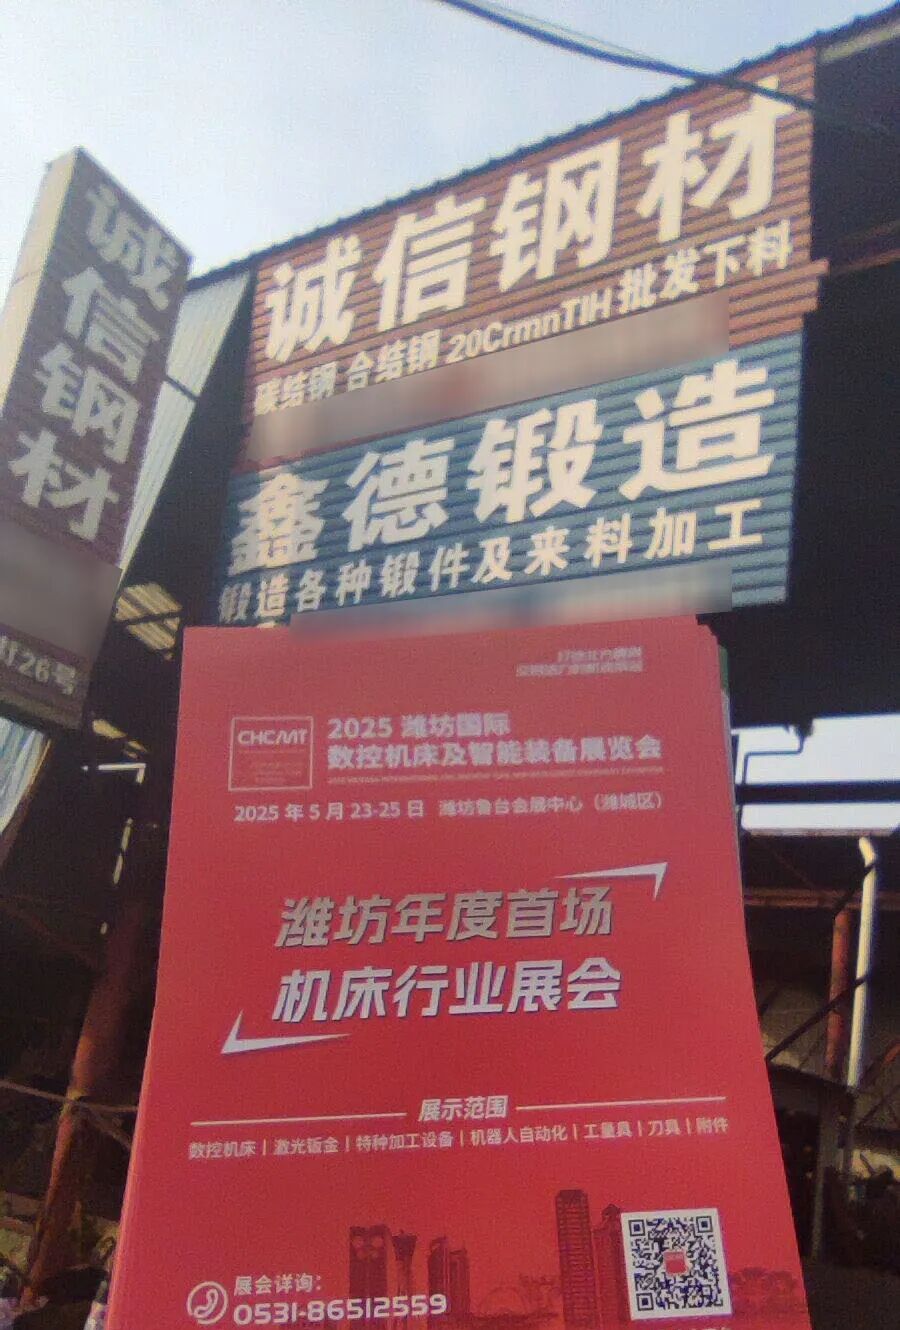 诚信钢材
碳结钢 合结钢 20CrmnTIH 批发下料
鑫德锻造
锻造各种锻件及来料加工
诚信钢材
26号
CHCMT
2025 潍坊国际
数控机床及智能装备展览会
2025 年 5 月 23-25 日 潍坊鲁台会展中心（潍城区）
潍坊年度首场
机床行业展会
展示范围
数控机床 | 激光钣金 | 特种加工设备 | 机器人自动化 | 工量具 | 刀具 | 附件
展会详询：
0531-86512559